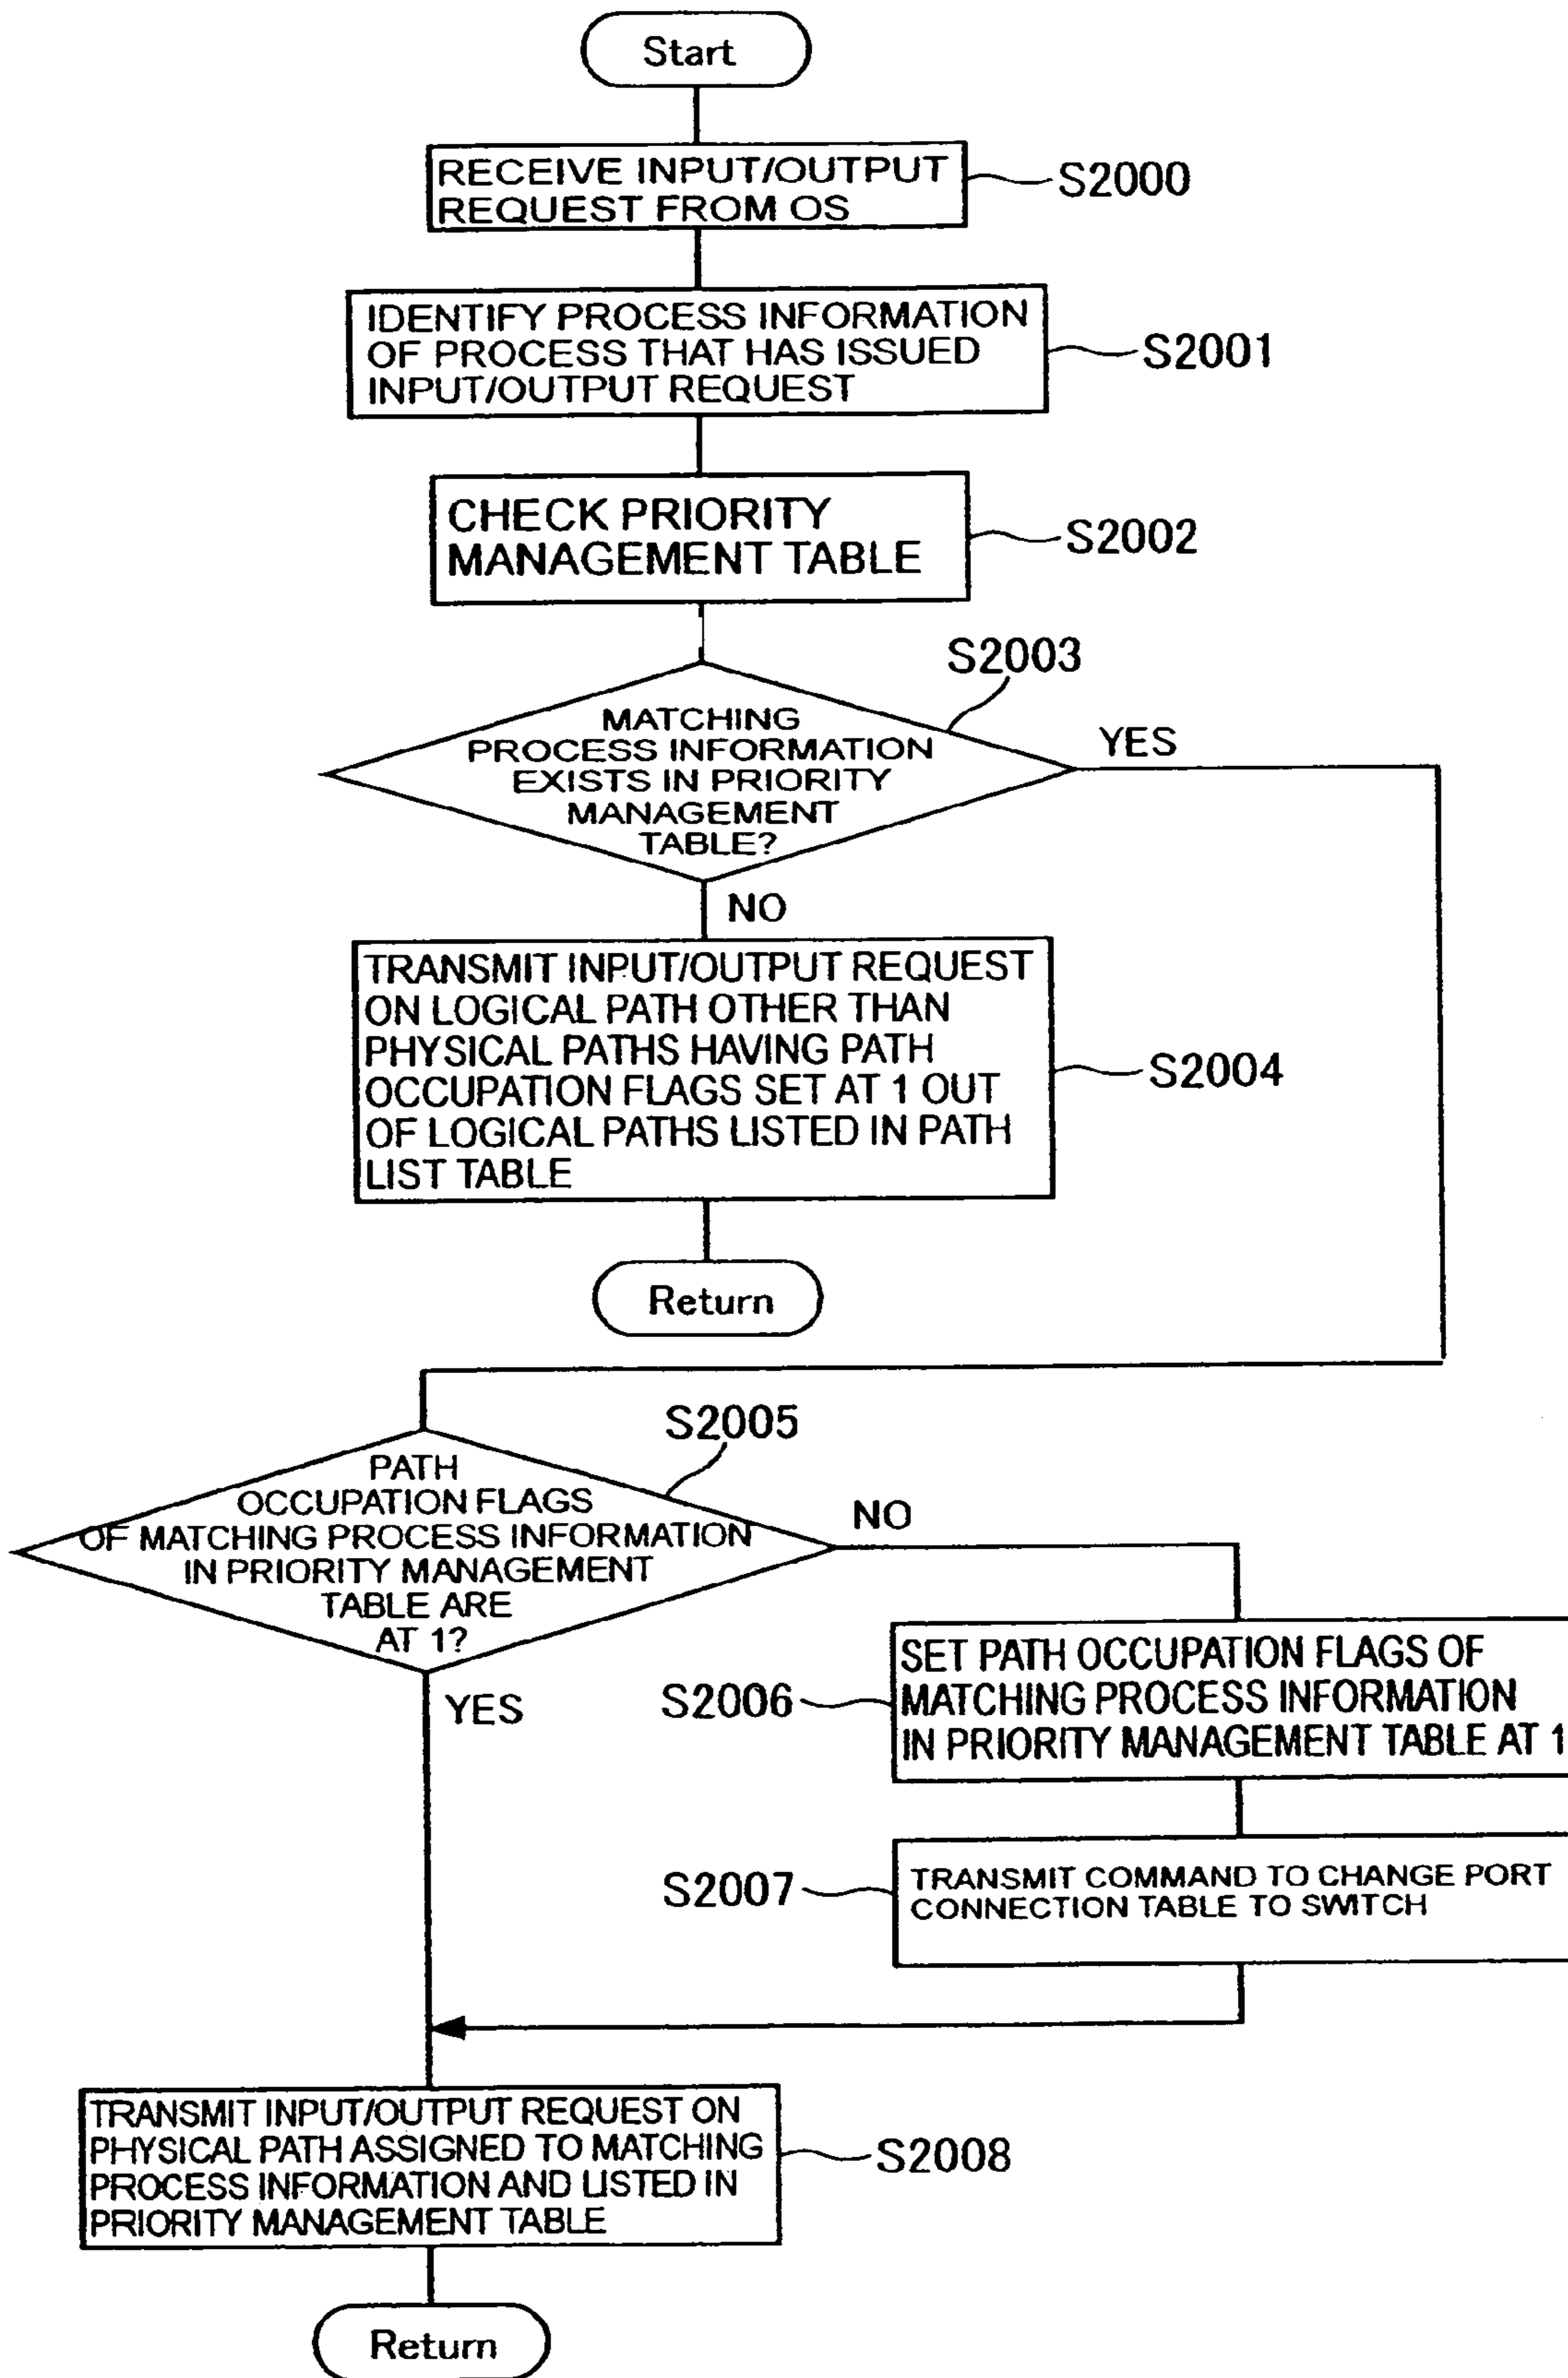 Start
RECEIVE INPUT/OUTPUT
REQUEST FROM OS
S2000
IDENTIFY PROCESS INFORMATION
OF PROCESS THAT HAS ISSUED
INPUT/OUTPUT REQUEST
S2001
CHECK PRIORITY
MANAGEMENT TABLE
S2002
S2003
MATCHING
PROCESS INFORMATION
EXISTS IN PRIORITY
MANAGEMENT
TABLE?
YES
NO
TRANSMIT INPUT/OUTPUT REQUEST
ON LOGICAL PATH OTHER THAN
PHYSICAL PATHS HAVING PATH
OCCUPATION FLAGS SET AT 1 OUT
OF LOGICAL PATHS LISTED IN PATH
LIST TABLE
S2004
Return
S2005
PATH
OCCUPATION FLAGS
OF MATCHING PROCESS INFORMATION
IN PRIORITY MANAGEMENT
TABLE ARE
AT 1?
NO
YES
S2006
SET PATH OCCUPATION FLAGS OF
MATCHING PROCESS INFORMATION
IN PRIORITY MANAGEMENT TABLE AT 1
S2007
TRANSMIT COMMAND TO CHANGE PORT
CONNECTION TABLE TO SWITCH
TRANSMIT INPUT/OUTPUT REQUEST ON
PHYSICAL PATH ASSIGNED TO MATCHING
PROCESS INFORMATION AND LISTED IN
PRIORITY MANAGEMENT TABLE
S2008
Return